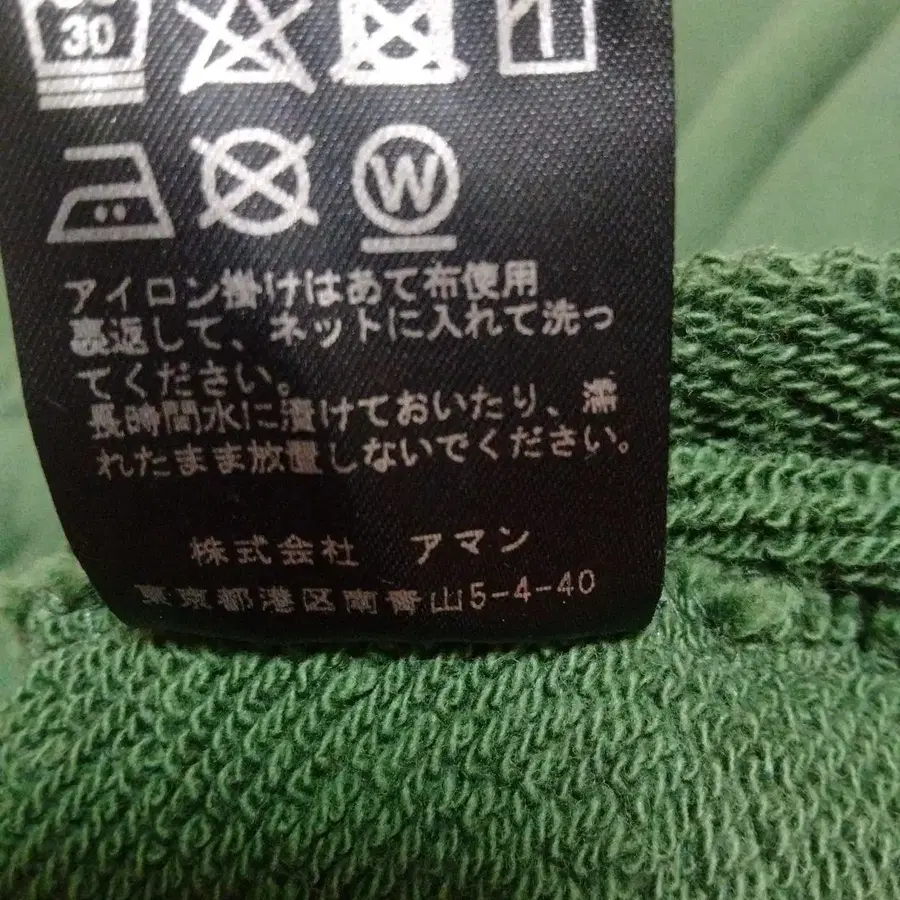 30
W
アイロン掛けはあて布使用
裏返して、ネットに入れて洗っ
てください。
長時間水に漬けておいたり、濡
れたまま放置しないでください。
株式会社　アマン
東京都港区南青山5-4-40